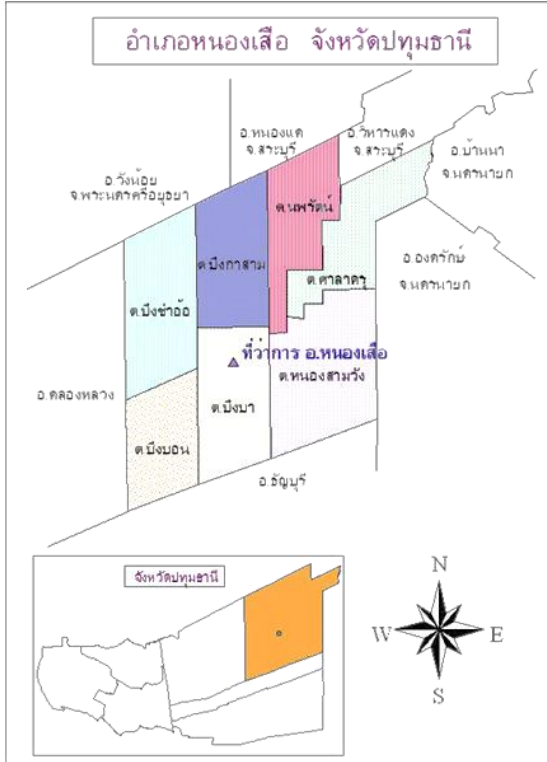 อำเภอหนองเสือ จังหวัดปทุมธานี
อ.หนองแค
จ.สระบุรี
อ.วิหารแดง
จ.สระบุรี
อ.บ้านนา
จ.นครนายก
อ.วังน้อย
จ.พระนครศรีอยุธยา
ต.นพรัตน์
ต.บึงกาสาม
อ.องครักษ์
จ.นครนายก
ต.ศาลาครุ
ต.บึงชำอ้อ
ที่ว่าการ อ.หนองเสือ
ต.หนองสามวัง
อ.คลองหลวง
ต.บึงบา
ต.บึงบอน
อ.ธัญบุรี
จังหวัดปทุมธานี
N
W
E
S